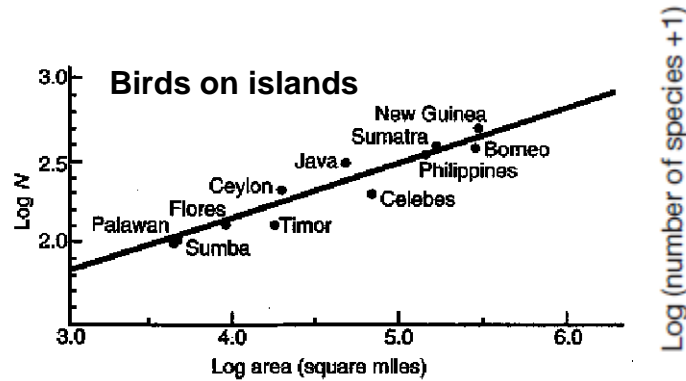 Birds on islands
3.0
2.5
2.0
Log N
New Guinea
Sumatra
Borneo
Java
Philippines
Ceylon
Celebes
Flores
Palawan
Timor
Sumba
3.0
4.0
5.0
6.0
Log area (square miles)
Log (number of species +1)